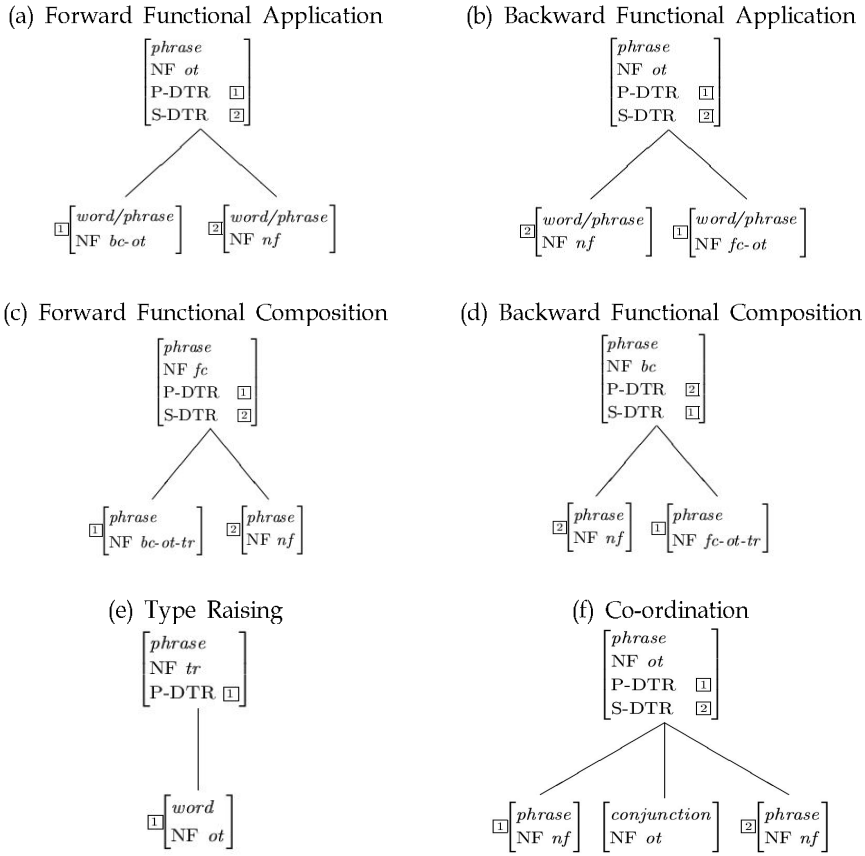 (a) Forward Functional Application
phrase
NF ot
P-DTR 1
S-DTR 2
1 word/phrase
NF bc-ot
2 word/phrase
NF nf
(b) Backward Functional Application
phrase
NF ot
P-DTR 1
S-DTR 2
2 word/phrase
NF nf
1 word/phrase
NF fc-ot
(c) Forward Functional Composition
phrase
NF fc
P-DTR 1
S-DTR 2
1 phrase
NF bc-ot-tr
2 phrase
NF nf
(d) Backward Functional Composition
phrase
NF bc
P-DTR 2
S-DTR 1
2 phrase
NF nf
1 phrase
NF fc-ot-tr
(e) Type Raising
phrase
NF tr
P-DTR 1
1 word
NF ot
(f) Co-ordination
phrase
NF ot
P-DTR 1
S-DTR 2
1 phrase
NF nf
conjunction
NF ot
2 phrase
NF nf